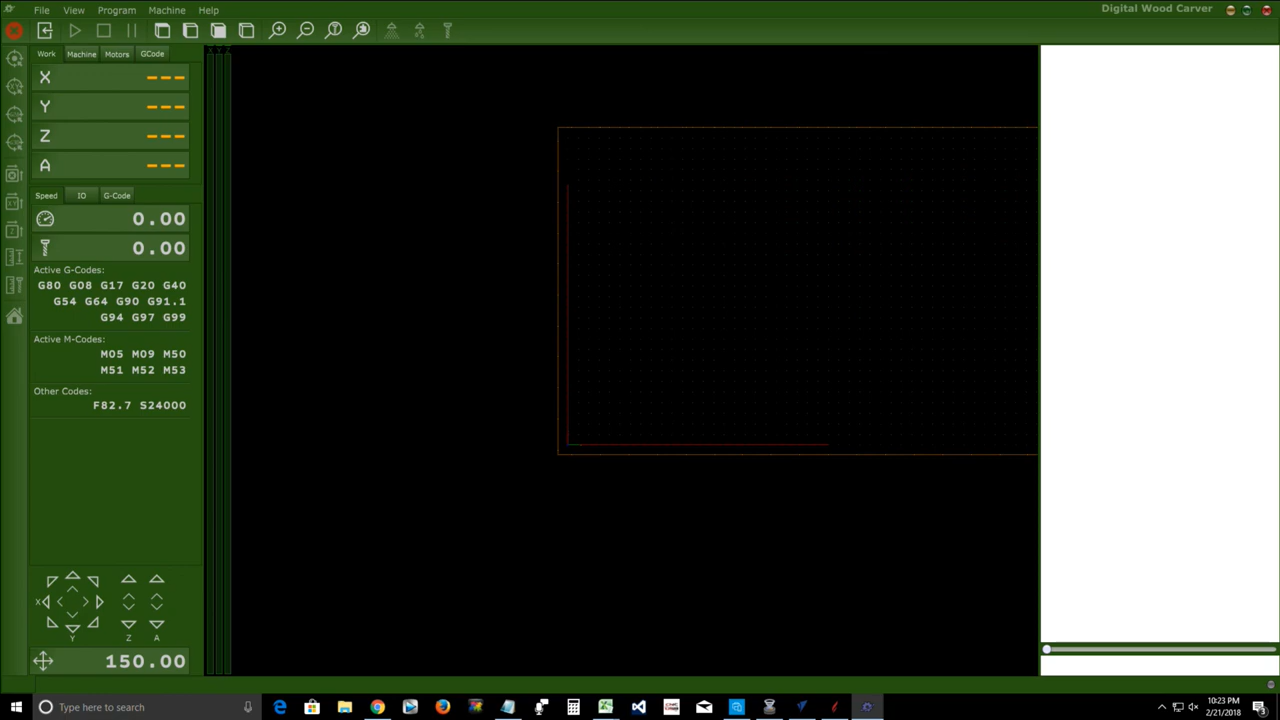 File View Program Machine Help
Digital Wood Carver
Work Machine Motors GCode
X ---
Y ---
Z ---
A ---
Speed IO G-Code
0.00
0.00
Active G-Codes:
G80 G08 G17 G20 G40
G54 G64 G90 G91.1
G94 G97 G99
Active M-Codes:
M05 M09 M50
M51 M52 M53
Other Codes:
F82.7 S24000
X
Y Z A
150.00
Type here to search
10:23 PM
2/21/2018
3